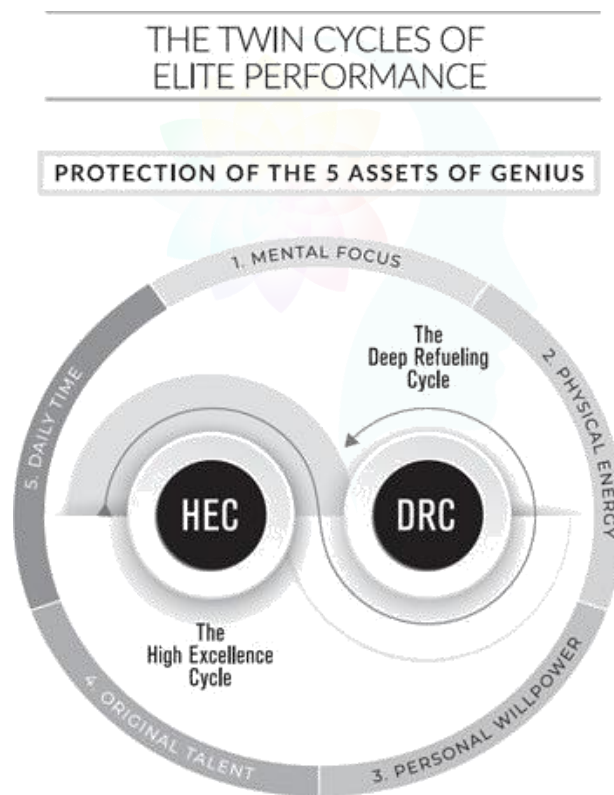 THE TWIN CYCLES OF
ELITE PERFORMANCE
PROTECTION OF THE 5 ASSETS OF GENIUS
1. MENTAL FOCUS
2. PHYSICAL ENERGY
3. PERSONAL WILLPOWER
4. ORIGINAL TALENT
5. DAILY TIME
The
Deep Refueling
Cycle
HEC
DRC
The
High Excellence
Cycle